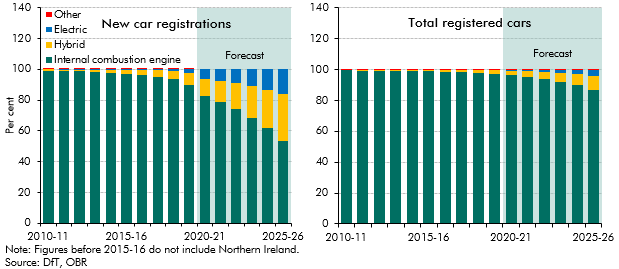 140
120
100
80
60
40
20
0
Per cent
New car registrations
Other
Electric
Hybrid
Internal combustion engine
Forecast
2010-11
2015-16
2020-21
2025-26
140
120
100
80
60
40
20
0
Total registered cars
Forecast
2010-11
2015-16
2020-21
2025-26
Note: Figures before 2015-16 do not include Northern Ireland.
Source: DfT, OBR